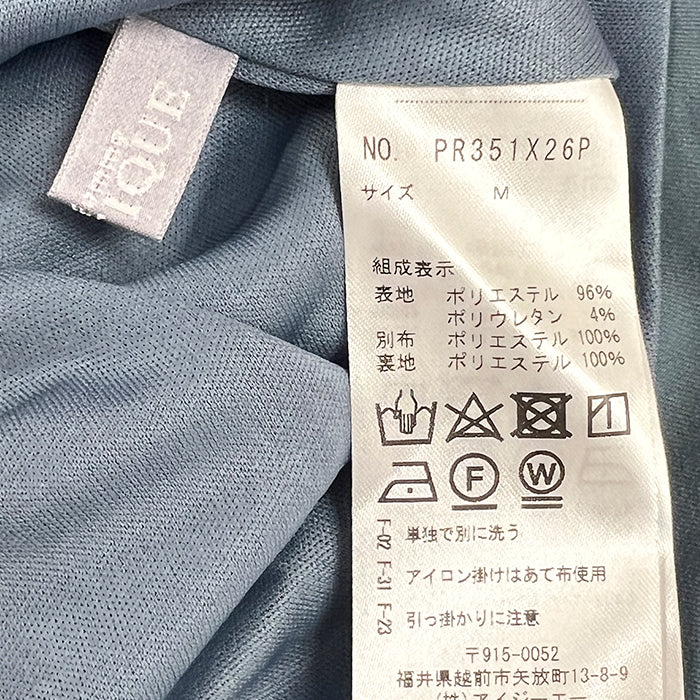 IQUE
NO. PR351X26P
サイズ M
組成表示
表地 ポリエステル 96%
ポリウレタン 4%
別布 ポリエステル 100%
裏地 ポリエステル 100%
F W
F-02 F-31 F-23
単独で別に洗う
アイロン掛けはあて布使用
引っ掛かりに注意
〒915-0052
福井県越前市矢放町13-8-9
(株)アイジーエー